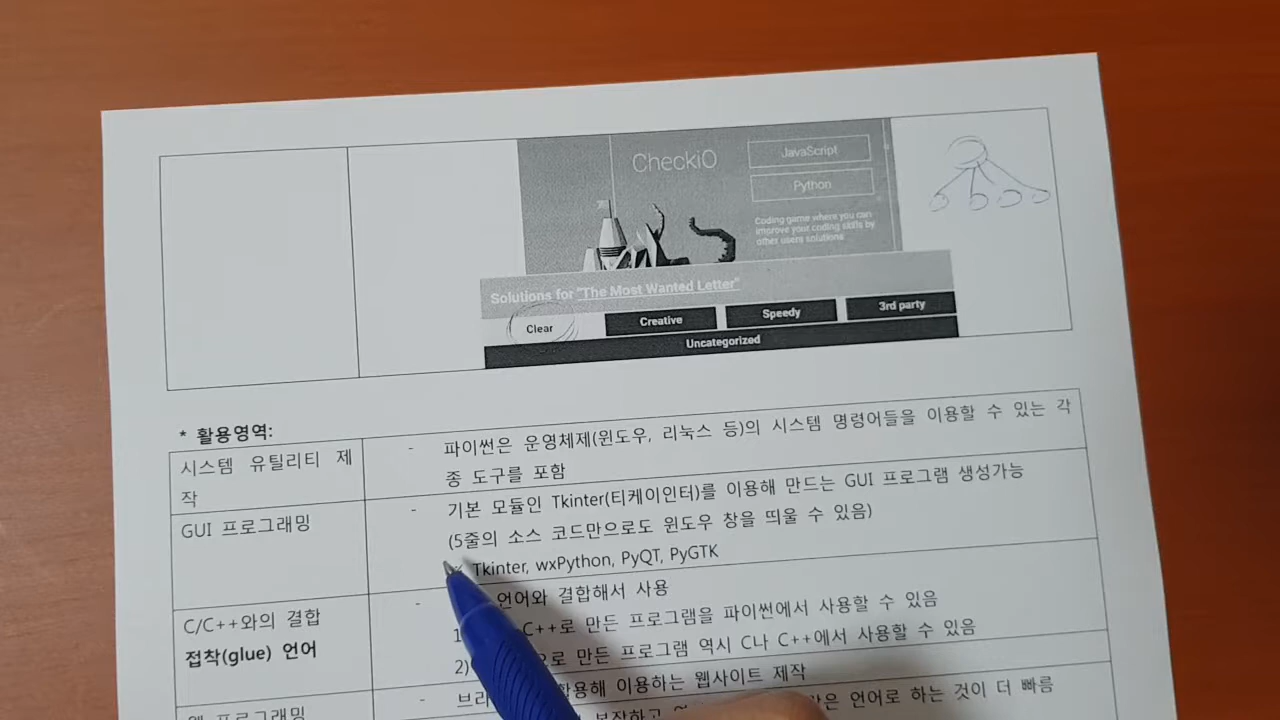 CheckiO
JavaScript
Python
Coding game where you can
improve your coding skills by
other users solutions
Solutions for "The Most Wanted Letter"
Clear
Creative
Speedy
3rd party
Uncategorized
* 활용영역:
시스템 유틸리티 제
작
- 파이썬은 운영체제(윈도우, 리눅스 등)의 시스템 명령어들을 이용할 수 있는 각
종 도구를 포함
GUI 프로그래밍
- 기본 모듈인 Tkinter(티케이인터)를 이용해 만드는 GUI 프로그램 생성가능
(5줄의 소스 코드만으로도 윈도우 창을 띄울 수 있음)
Tkinter, wxPython, PyQT, PyGTK
C/C++와의 결합
접착(glue) 언어
- 언어와 결합해서 사용
C++로 만든 프로그램을 파이썬에서 사용할 수 있음
2) 만든 프로그램 역시 C나 C++에서 사용할 수 있음
웹 프로그래밍
- 이용하는 웹사이트 제작
언어로 하는 것이 더 빠름